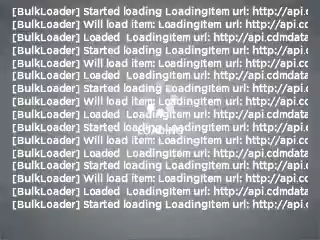 [BulkLoader] Started loading LoadingItem url: http://api.c
[BulkLoader] Will load item: LoadingItem url: http://api.co
[BulkLoader] Loaded LoadingItem url: http://api.cdmdata
[BulkLoader] Started loading LoadingItem url: http://api.c
[BulkLoader] Will load item: LoadingItem url: http://api.co
[BulkLoader] Loaded LoadingItem url: http://api.cdmdata
[BulkLoader] Started loading LoadingItem url: http://api.c
[BulkLoader] Will load item: LoadingItem url: http://api.co
[BulkLoader] Loaded LoadingItem url: http://api.cdmdata
[BulkLoader] Started loading LoadingItem url: http://api.c
[BulkLoader] Will load item: LoadingItem url: http://api.co
[BulkLoader] Loaded LoadingItem url: http://api.cdmdata
[BulkLoader] Started loading LoadingItem url: http://api.c
[BulkLoader] Will load item: LoadingItem url: http://api.co
[BulkLoader] Loaded LoadingItem url: http://api.cdmdata
[BulkLoader] Started loading LoadingItem url: http://api.c